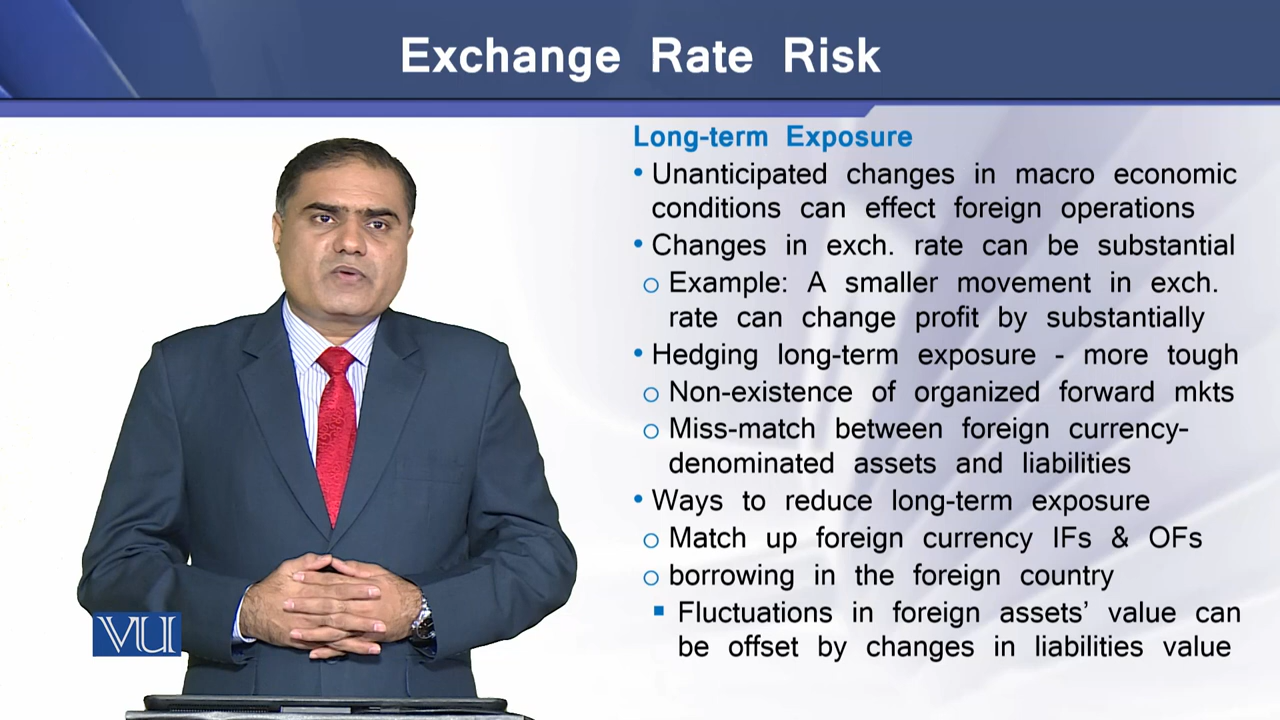 Exchange Rate Risk
Long-term Exposure
• Unanticipated changes in macro economic
conditions can effect foreign operations
• Changes in exch. rate can be substantial
o Example: A smaller movement in exch.
rate can change profit by substantially
• Hedging long-term exposure - more tough
o Non-existence of organized forward mkts
o Miss-match between foreign currency-
denominated assets and liabilities
• Ways to reduce long-term exposure
o Match up foreign currency IFs & OFs
o borrowing in the foreign country
▪ Fluctuations in foreign assets’ value can
be offset by changes in liabilities value
VU